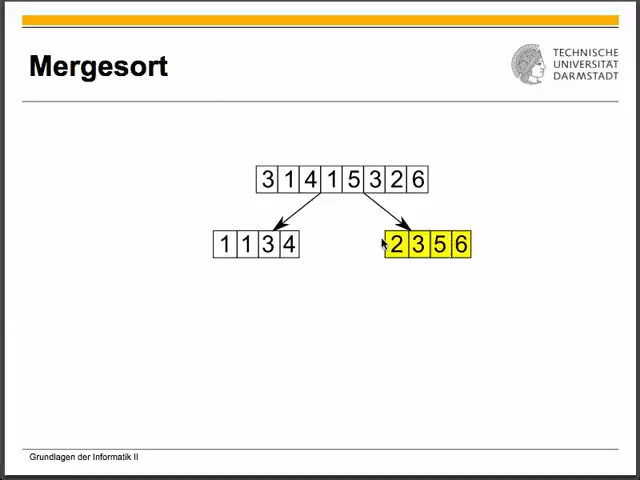 Mergesort
TECHNISCHE
UNIVERSITÄT
DARMSTADT
3 1 4 1 5 3 2 6
1 1 3 4
2 3 5 6
Grundlagen der Informatik II